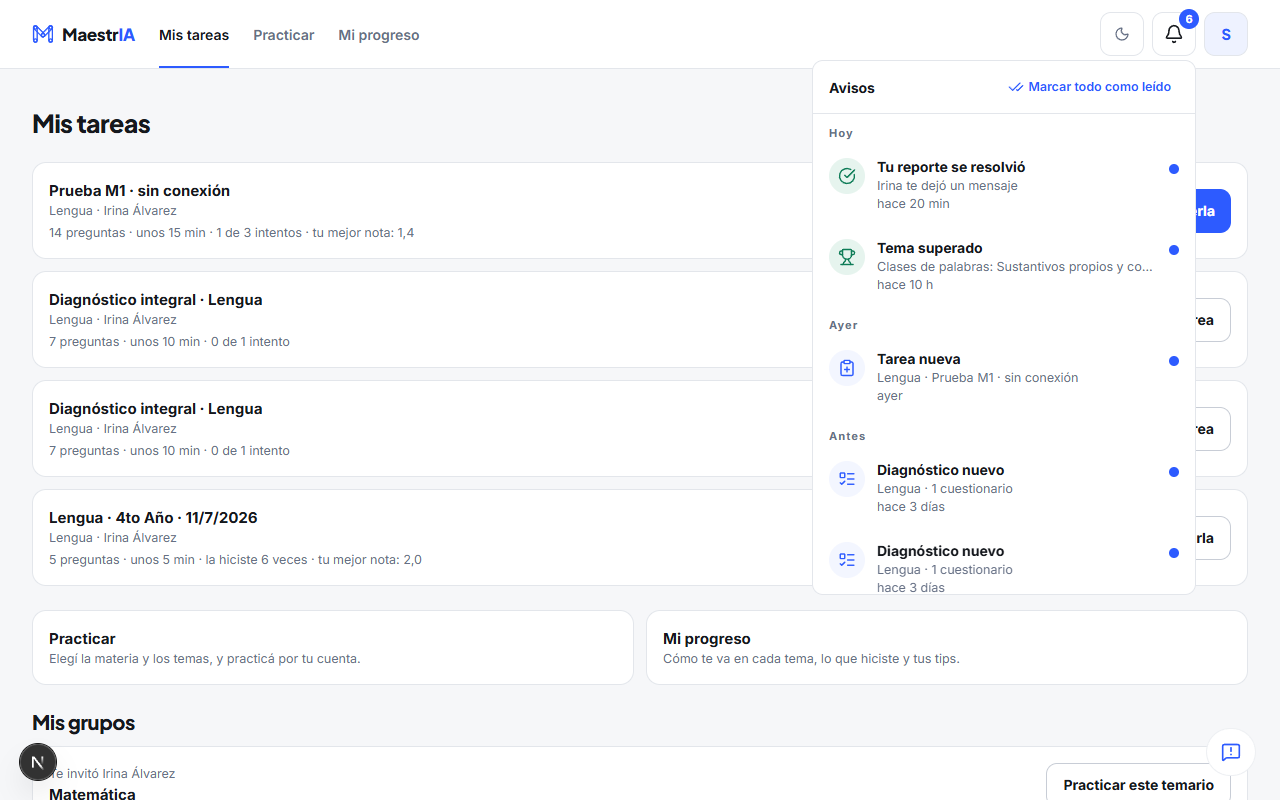 MaestrIA
Mis tareas
Practicar
Mi progreso
6
S
Avisos
Marcar todo como leído
Hoy
Tu reporte se resolvió
Irina te dejó un mensaje
hace 20 min
Tema superado
Clases de palabras: Sustantivos propios y co...
hace 10 h
Ayer
Tarea nueva
Lengua · Prueba M1 · sin conexión
ayer
Antes
Diagnóstico nuevo
Lengua · 1 cuestionario
hace 3 días
Diagnóstico nuevo
Lengua · 1 cuestionario
hace 3 días
Mis tareas
Prueba M1 · sin conexión
Lengua · Irina Álvarez
14 preguntas · unos 15 min · 1 de 3 intentos · tu mejor nota: 1,4
Diagnóstico integral · Lengua
Lengua · Irina Álvarez
7 preguntas · unos 10 min · 0 de 1 intento
Diagnóstico integral · Lengua
Lengua · Irina Álvarez
7 preguntas · unos 10 min · 0 de 1 intento
Lengua · 4to Año · 11/7/2026
Lengua · Irina Álvarez
5 preguntas · unos 5 min · la hiciste 6 veces · tu mejor nota: 2,0
Practicar
Elegí la materia y los temas, y practicá por tu cuenta.
Mi progreso
Cómo te va en cada tema, lo que hiciste y tus tips.
Mis grupos
N
invitó Irina Álvarez
Matemática
Practicar este temario